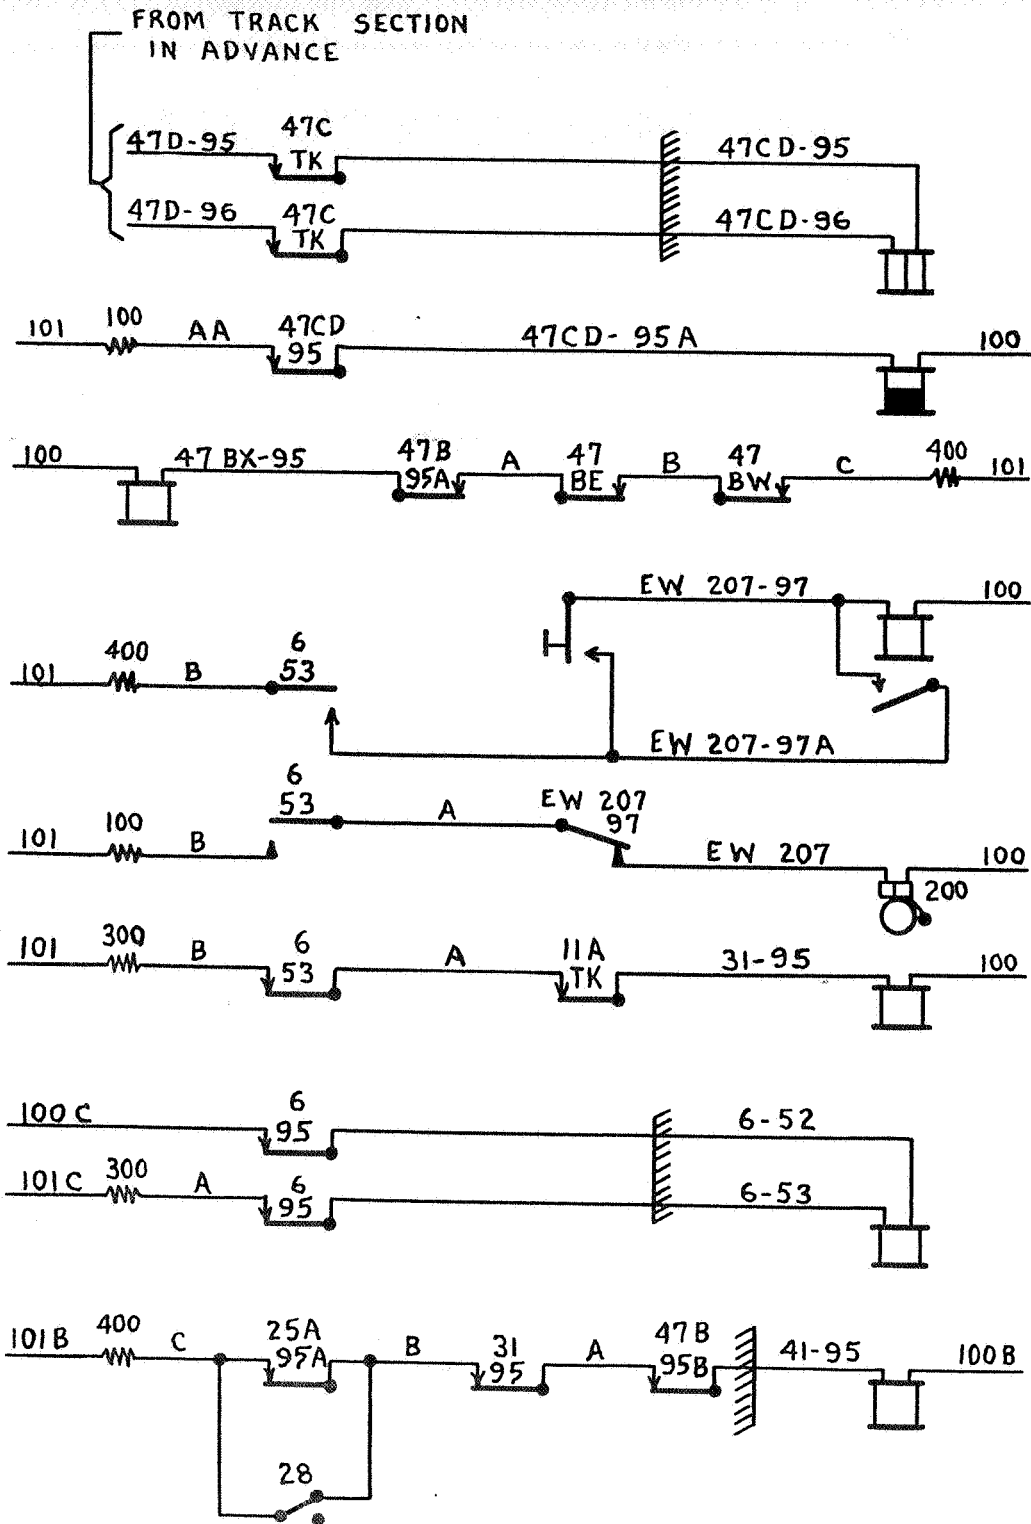 FROM TRACK SECTION
IN ADVANCE
47D-95
47C
TK
47CD-95
47D-96
47C
TK
47CD-96
101
100
AA
47CD
95
47CD-95A
100
100
47 BX-95
47B
95A
A
47
BE
B
47
BW
C
400
101
EW 207-97
100
101
400
B
6
53
EW 207-97A
101
100
B
6
53
A
EW 207
97
EW 207
100
200
101
300
B
6
53
A
11A
TK
31-95
100
100C
6
95
6-52
101C
300
A
6
95
6-53
101B
400
C
25A
95A
B
31
95
A
47B
95B
41-95
100B
28